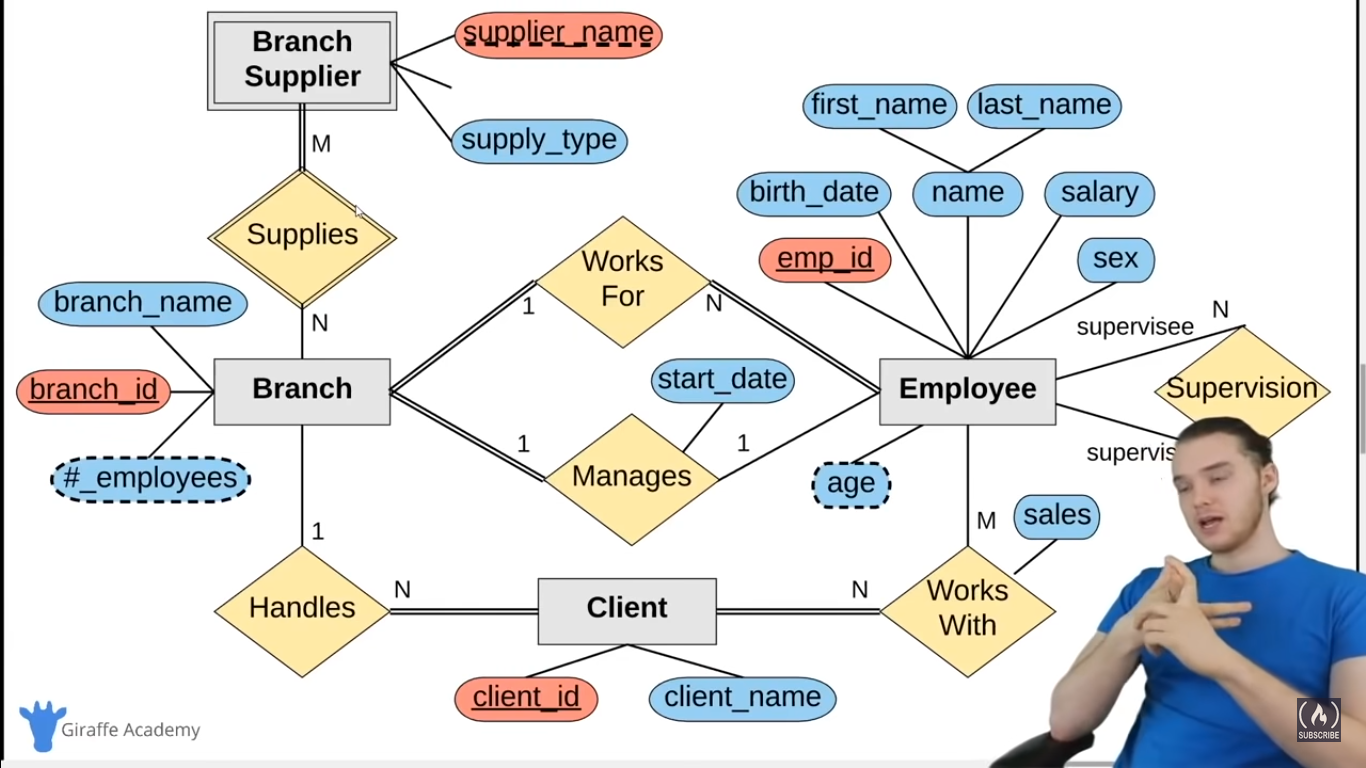 Branch
Supplier
supplier_name
supply_type
M
Supplies
N
first_name
last_name
birth_date
name
salary
emp_id
sex
branch_name
branch_id
#_employees
Branch
Works
For
1
N
start_date
1
Manages
1
Employee
supervisee
N
Supervision
age
M
sales
Works
With
1
Handles
N
Client
N
client_id
client_name
Giraffe Academy
SUBSCRIBE